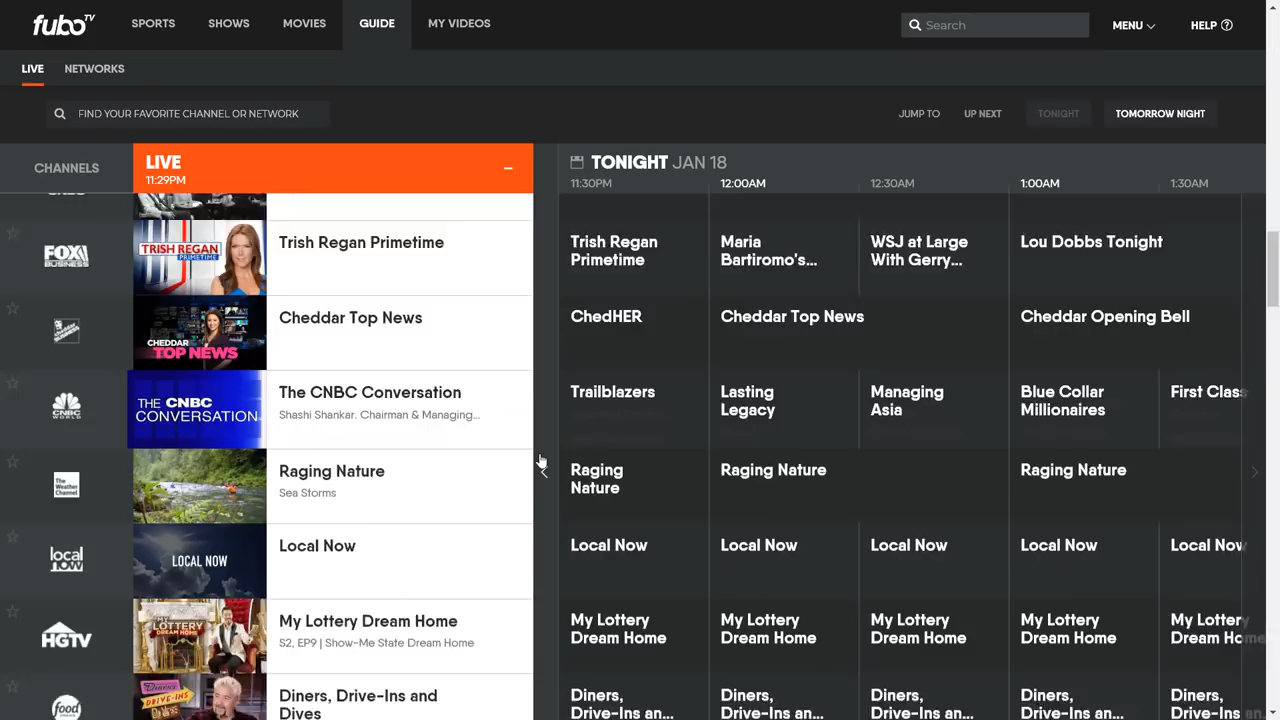 fuboTV
SPORTS
SHOWS
MOVIES
GUIDE
MY VIDEOS
Search
MENU
HELP
LIVE
NETWORKS
FIND YOUR FAVORITE CHANNEL OR NETWORK
JUMP TO
UP NEXT
TONIGHT
TOMORROW NIGHT
CHANNELS
LIVE
11:29PM
TONIGHT JAN 18
11:30PM
12:00AM
12:30AM
1:00AM
1:30AM
FOX
BUSINESS
TRISH REGAN
PRIMETIME
Trish Regan Primetime
Trish Regan
Primetime
Maria
Bartiromo's...
WSJ at Large
With Gerry...
Lou Dobbs Tonight
CHEDDAR
TOP NEWS
Cheddar Top News
ChedHER
Cheddar Top News
Cheddar Opening Bell
CNBC
WORLD
THE CNBC
CONVERSATION
The CNBC Conversation
Shashi Shankar. Chairman & Managing...
Trailblazers
Lasting
Legacy
Managing
Asia
Blue Collar
Millionaires
First Class
The
Weather
Channel
Raging Nature
Sea Storms
Raging
Nature
Raging Nature
Raging Nature
local
now
LOCAL NOW
Local Now
Local Now
Local Now
Local Now
Local Now
Local Now
HGTV
MY
LOTTERY
DREAM HOME
My Lottery Dream Home
S2, EP9 | Show-Me State Dream Home
My Lottery
Dream Home
My Lottery
Dream Home
My Lottery
Dream Home
My Lottery
Dream Home
My Lottery
Dream Home
food
Diners
DRIVE-INS
Diners, Drive-Ins and
Dives
Diners,
Drive-Ins an...
Diners,
Drive-Ins an...
Diners,
Drive-Ins an...
Diners,
Drive-Ins an...
Diners,
Drive-Ins an...